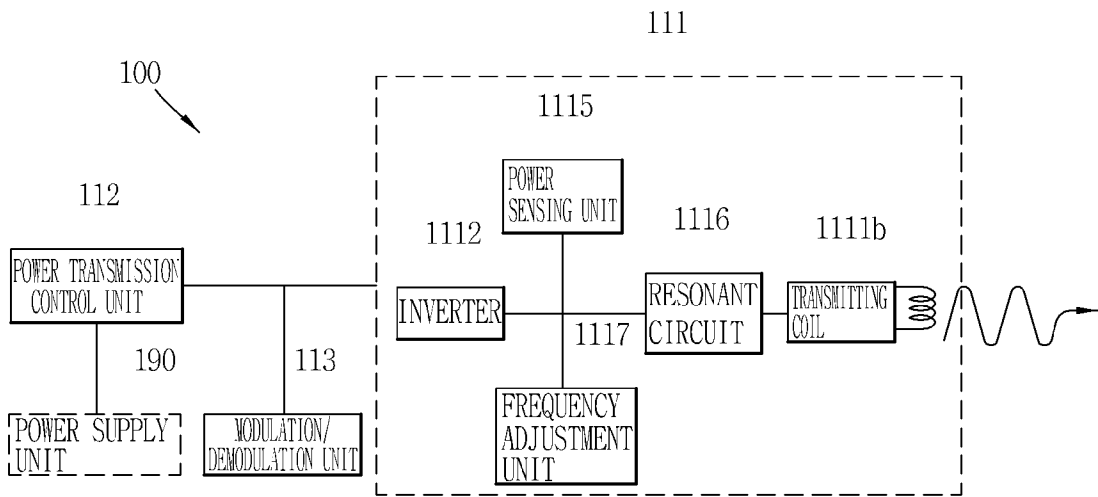 111
100
1115
POWER
SENSING UNIT
112
1112
1116
1111b
POWER TRANSMISSION
CONTROL UNIT
INVERTER
RESONANT
CIRCUIT
TRANSMITTING
COIL
190
113
1117
POWER SUPPLY
UNIT
MODULATION/
DEMODULATION UNIT
FREQUENCY
ADJUSTMENT
UNIT